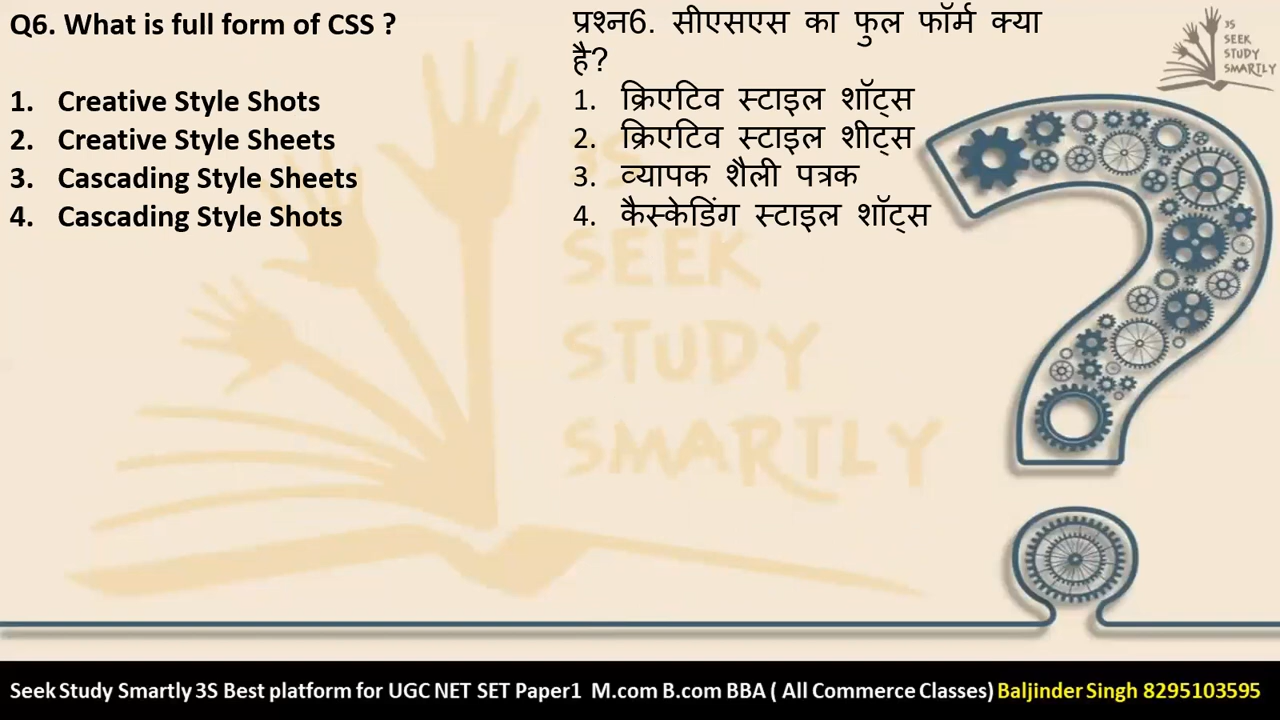 Q6. What is full form of CSS ?
1. Creative Style Shots
2. Creative Style Sheets
3. Cascading Style Sheets
4. Cascading Style Shots
प्रश्न6. सीएसएस का फुल फॉर्म क्या
है?
1. क्रिएटिव स्टाइल शॉट्स
2. क्रिएटिव स्टाइल शीट्स
3. व्यापक शैली पत्रक
4. कैस्केडिंग स्टाइल शॉट्स
3S
SEEK
STUDY
SMARTLY
3S
SEEK
STUDY
SMARTLY
Seek Study Smartly 3S Best platform for UGC NET SET Paper1 M.com B.com BBA ( All Commerce Classes) Baljinder Singh 8295103595